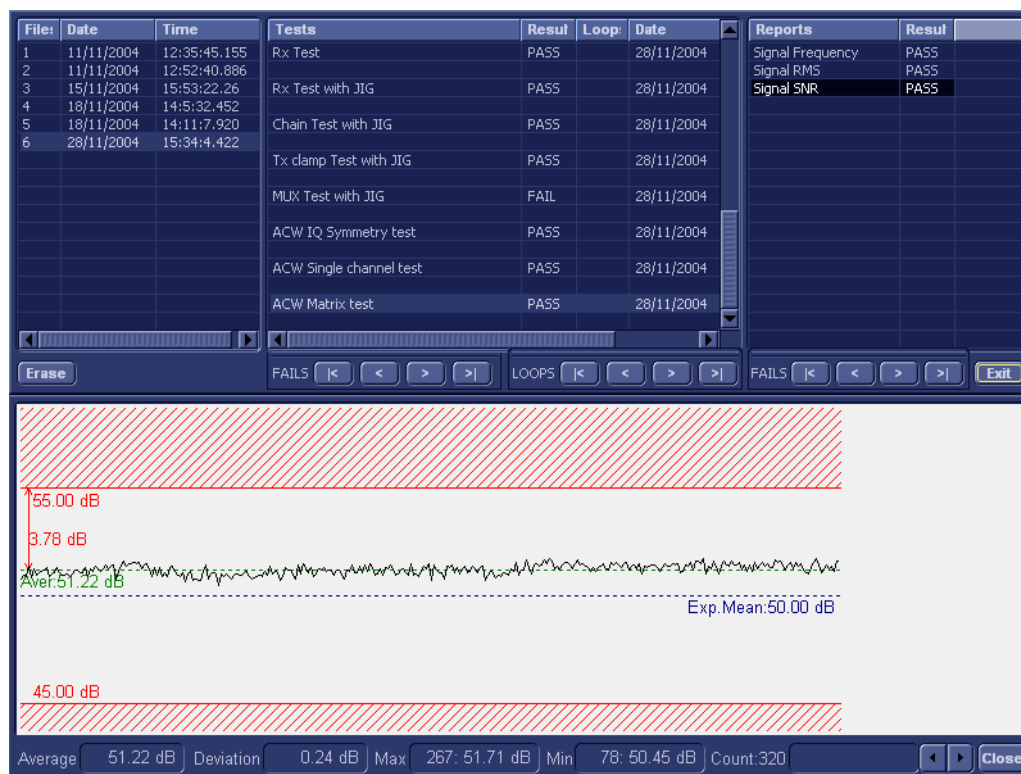 File: Date Time
1 11/11/2004 12:35:45.155
2 11/11/2004 12:52:40.886
3 15/11/2004 15:53:22.26
4 18/11/2004 14:5:32.452
5 18/11/2004 14:11:7.920
6 28/11/2004 15:34:4.422
Erase
Tests Resul Loop: Date
Rx Test PASS 28/11/2004
Rx Test with JIG PASS 28/11/2004
Chain Test with JIG PASS 28/11/2004
Tx clamp Test with JIG PASS 28/11/2004
MUX Test with JIG FAIL 28/11/2004
ACW IQ Symmetry test PASS 28/11/2004
ACW Single channel test PASS 28/11/2004
ACW Matrix test PASS 28/11/2004
FAILS |< < > >| LOOPS |< < > >|
Reports Resul
Signal Frequency PASS
Signal RMS PASS
Signal SNR PASS
FAILS |< < > >| Exit
55.00 dB
3.78 dB
Aver:51.22 dB
Exp.Mean:50.00 dB
45.00 dB
Average 51.22 dB Deviation 0.24 dB Max 267: 51.71 dB Min 78: 50.45 dB Count:320 Close